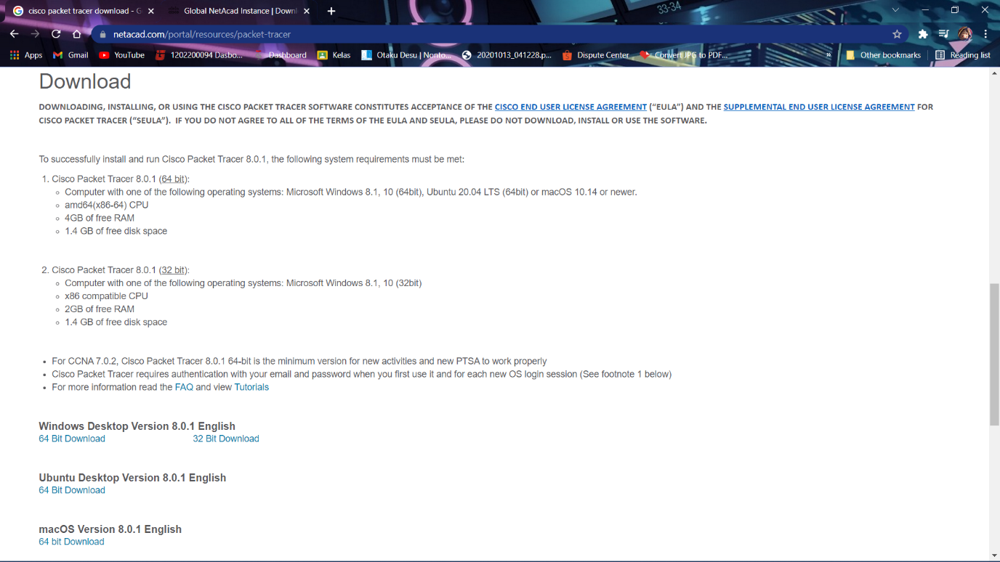 cisco packet tracer download - G
Global NetAcad Instance | Downl
33-34
netacad.com/portal/resources/packet-tracer
Apps
Gmail
YouTube
1202200094 Dasbo...
Dashboard
Kelas
Otaku Desu | Nonto...
20201013_041228.p...
Dispute Center
Convert JPG to PDF...
»
Other bookmarks
Reading list
Download
DOWNLOADING, INSTALLING, OR USING THE CISCO PACKET TRACER SOFTWARE CONSTITUTES ACCEPTANCE OF THE CISCO END USER LICENSE AGREEMENT (“EULA”) AND THE SUPPLEMENTAL END USER LICENSE AGREEMENT FOR
CISCO PACKET TRACER (“SEULA”). IF YOU DO NOT AGREE TO ALL OF THE TERMS OF THE EULA AND SEULA, PLEASE DO NOT DOWNLOAD, INSTALL OR USE THE SOFTWARE.
To successfully install and run Cisco Packet Tracer 8.0.1, the following system requirements must be met:
1. Cisco Packet Tracer 8.0.1 (64 bit):
Computer with one of the following operating systems: Microsoft Windows 8.1, 10 (64bit), Ubuntu 20.04 LTS (64bit) or macOS 10.14 or newer.
amd64(x86-64) CPU
4GB of free RAM
1.4 GB of free disk space
2. Cisco Packet Tracer 8.0.1 (32 bit):
Computer with one of the following operating systems: Microsoft Windows 8.1, 10 (32bit)
x86 compatible CPU
2GB of free RAM
1.4 GB of free disk space
For CCNA 7.0.2, Cisco Packet Tracer 8.0.1 64-bit is the minimum version for new activities and new PTSA to work properly
Cisco Packet Tracer requires authentication with your email and password when you first use it and for each new OS login session (See footnote 1 below)
For more information read the FAQ and view Tutorials
Windows Desktop Version 8.0.1 English
64 Bit Download 32 Bit Download
Ubuntu Desktop Version 8.0.1 English
64 Bit Download
macOS Version 8.0.1 English
64 bit Download